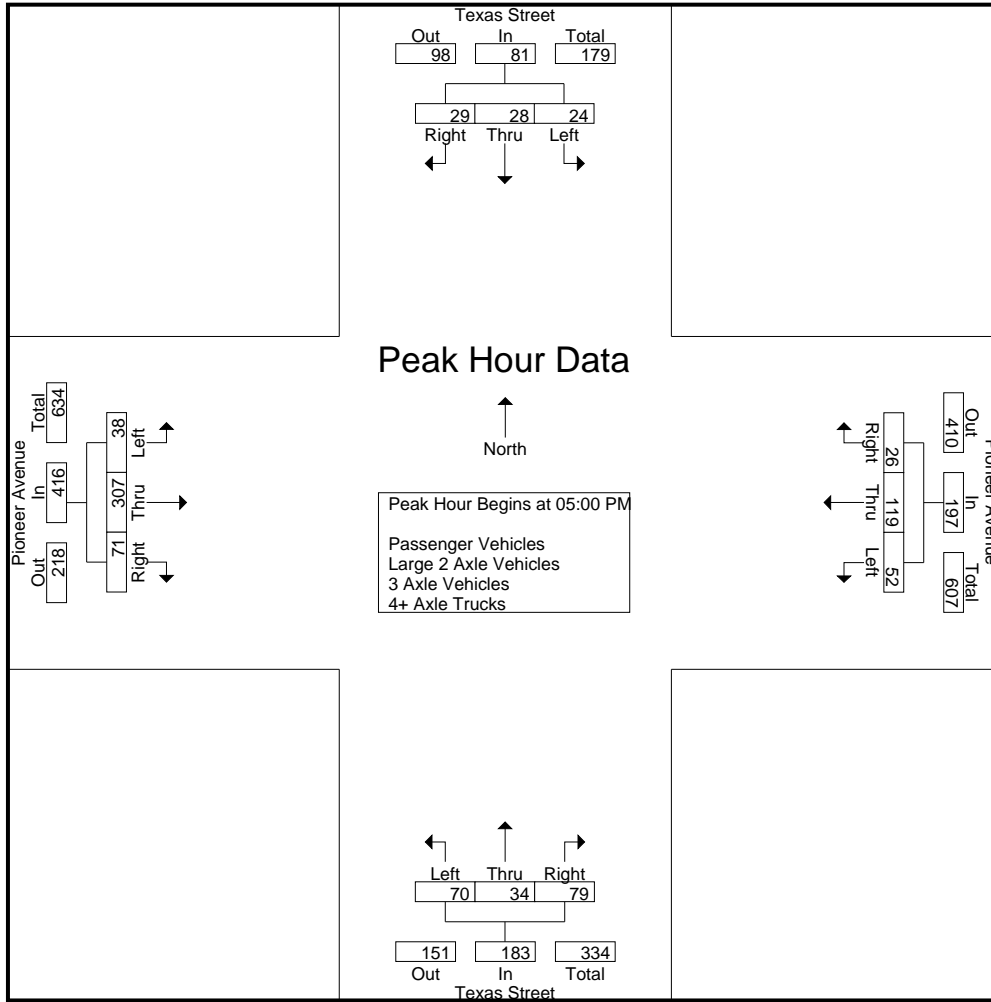 Texas Street
Out In Total
98 81 179
29 28 24
Right Thru Left
Peak Hour Data
North
Peak Hour Begins at 05:00 PM
Passenger Vehicles
Large 2 Axle Vehicles
3 Axle Vehicles
4+ Axle Trucks
Pioneer Avenue
Out In Total
218 416 634
71 307 38
Right Thru Left
Pioneer Avenue
Out In Total
410 197 607
26 119 52
Right Thru Left
Left Thru Right
70 34 79
151 183 334
Out In Total
Texas Street